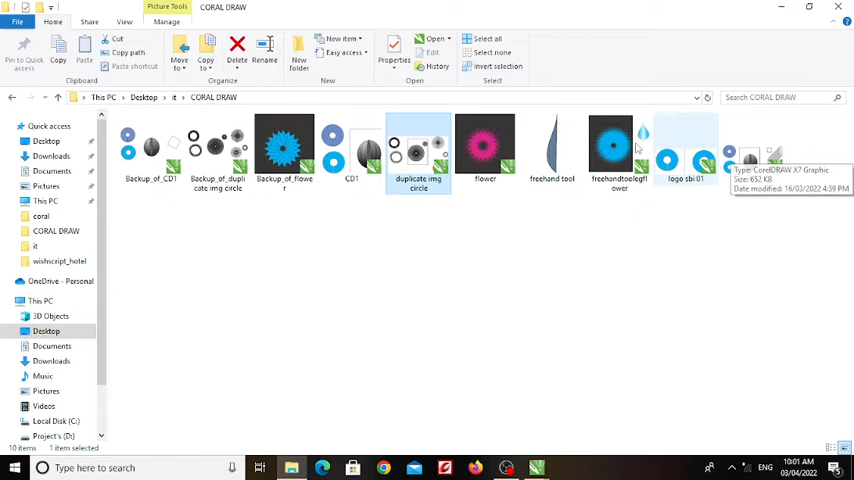 CORAL DRAW
Picture Tools
File
Home
Share
View
Manage
Pin to Quick access
Copy
Paste
Cut
Copy path
Paste shortcut
Clipboard
Move to
Copy to
Delete
Rename
Organize
New folder
New item
Easy access
New
Properties
Open
Edit
History
Open
Select all
Select none
Invert selection
Select
This PC > Desktop > it > CORAL DRAW
Search CORAL DRAW
Quick access
Desktop
Downloads
Documents
Pictures
This PC
coral
CORAL DRAW
it
wishscript_hotel
OneDrive - Personal
This PC
3D Objects
Desktop
Documents
Downloads
Music
Pictures
Videos
Local Disk (C:)
Project's (D:)
Backup_of_CD1
Backup_of_dupli
cate img circle
Backup_of_flowe
r
CD1
duplicate img
circle
flower
freehand tool
freehandtoolegfl
ower
logo sbi 01
Type: CorelDRAW X7 Graphic
Size: 652 KB
Date modified: 16/03/2022 4:39 PM
10 items
1 item selected
Type here to search
ENG
10:01 AM
03/04/2022
5